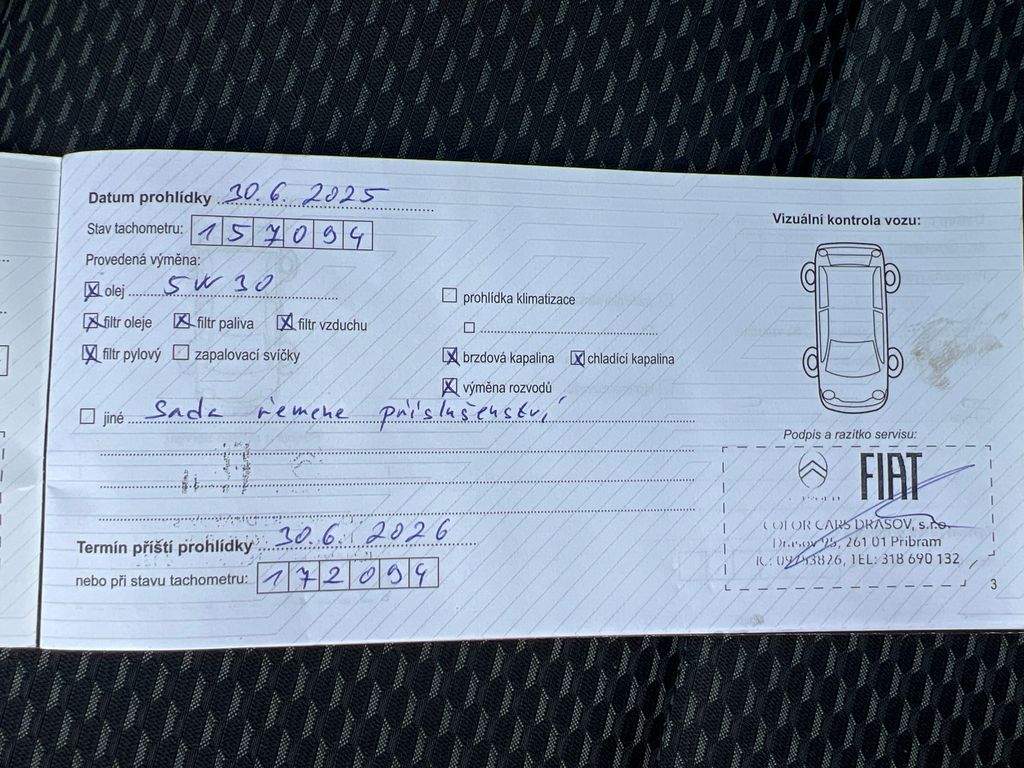 Datum prohlídky 30.6. 2025
Stav tachometru: 157094
Provedená výměna:
olej 5W 30
filtr oleje filtr paliva filtr vzduchu
filtr pylový zapalovací svíčky
prohlídka klimatizace
brzdová kapalina chladící kapalina
výměna rozvodů
jiné Sada řemene příslušenství
Termín příští prohlídky 30.6. 2026
nebo při stavu tachometru: 172094
Vizuální kontrola vozu:
Podpis a razítko servisu:
FIAT
COLOR CARS DRASOV, s.r.o.
Drasov 95, 261 01 Příbram
TEL: 318 690 132
3